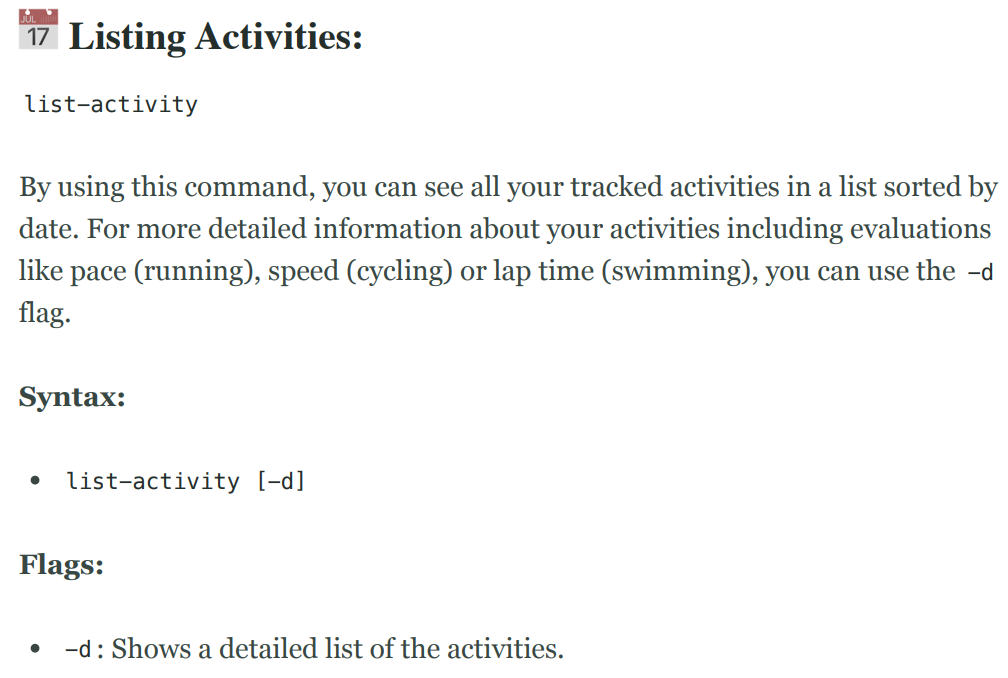 JUL
17 Listing Activities:
list-activity
By using this command, you can see all your tracked activities in a list sorted by
date. For more detailed information about your activities including evaluations
like pace (running), speed (cycling) or lap time (swimming), you can use the -d
flag.
Syntax:
• list-activity [-d]
Flags:
• -d: Shows a detailed list of the activities.